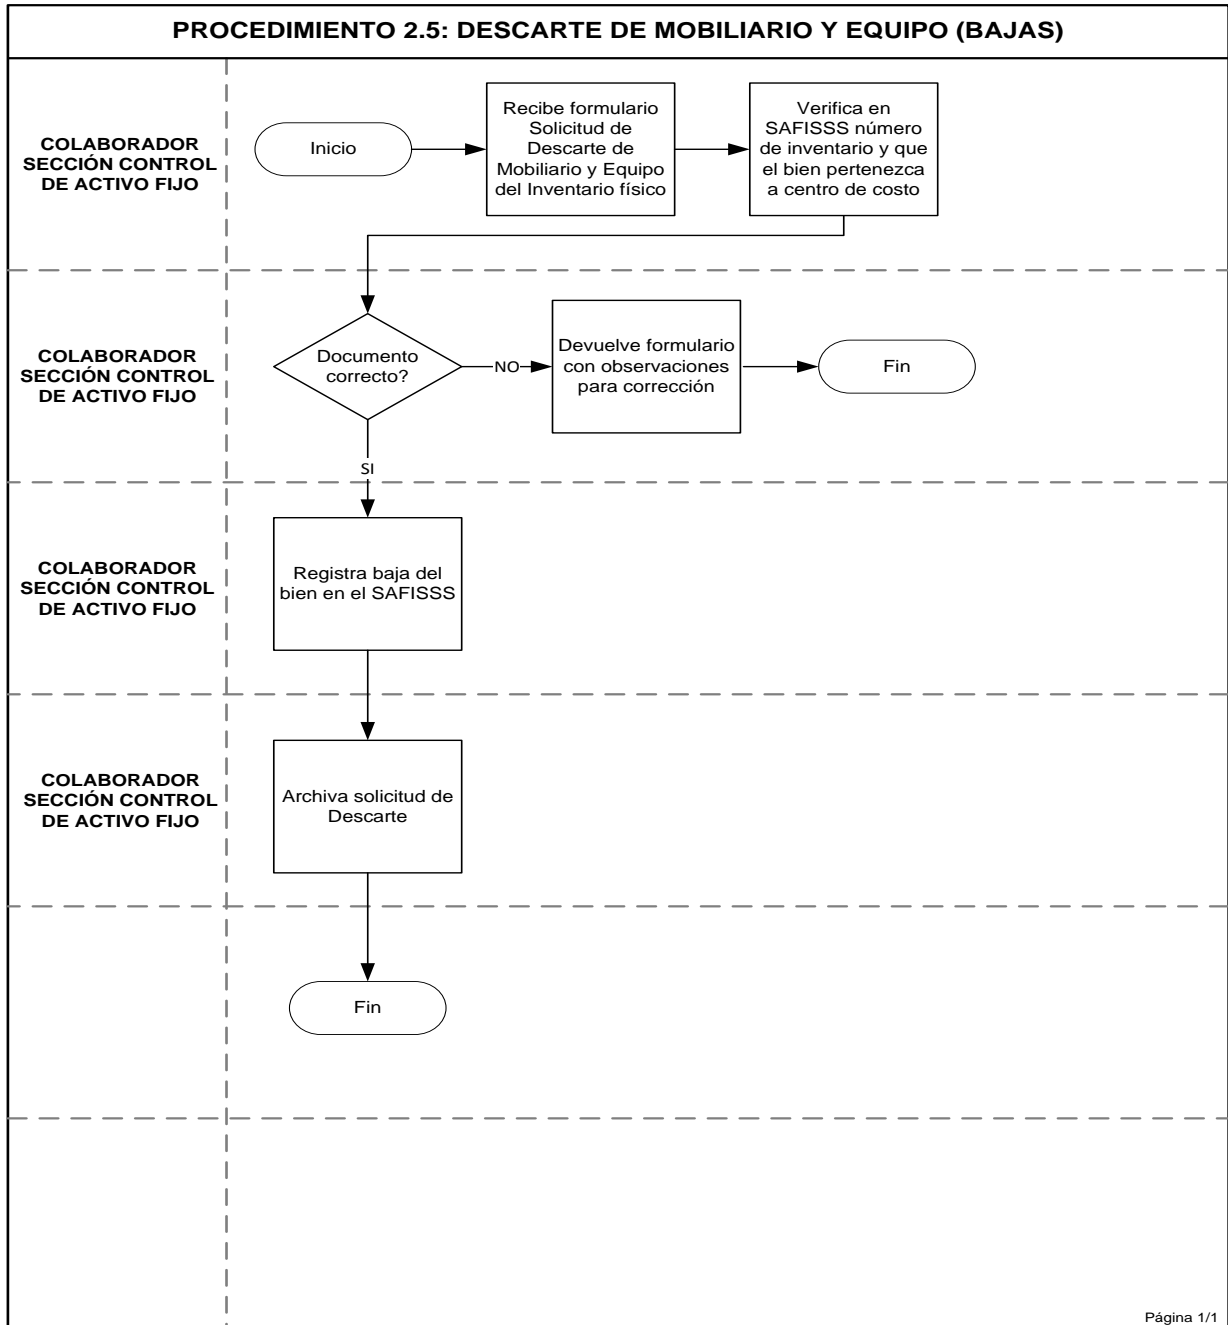 PROCEDIMIENTO 2.5: DESCARTE DE MOBILIARIO Y EQUIPO (BAJAS)
COLABORADOR
SECCIÓN CONTROL
DE ACTIVO FIJO
Inicio
Recibe formulario
Solicitud de
Descarte de
Mobiliario y Equipo
del Inventario físico
Verifica en
SAFISSS número
de inventario y que
el bien pertenezca
a centro de costo
COLABORADOR
SECCIÓN CONTROL
DE ACTIVO FIJO
Documento
correcto?
NO
Devuelve formulario
con observaciones
para corrección
Fin
SI
COLABORADOR
SECCIÓN CONTROL
DE ACTIVO FIJO
Registra baja del
bien en el SAFISSS
COLABORADOR
SECCIÓN CONTROL
DE ACTIVO FIJO
Archiva solicitud de
Descarte
Fin
Página 1/1